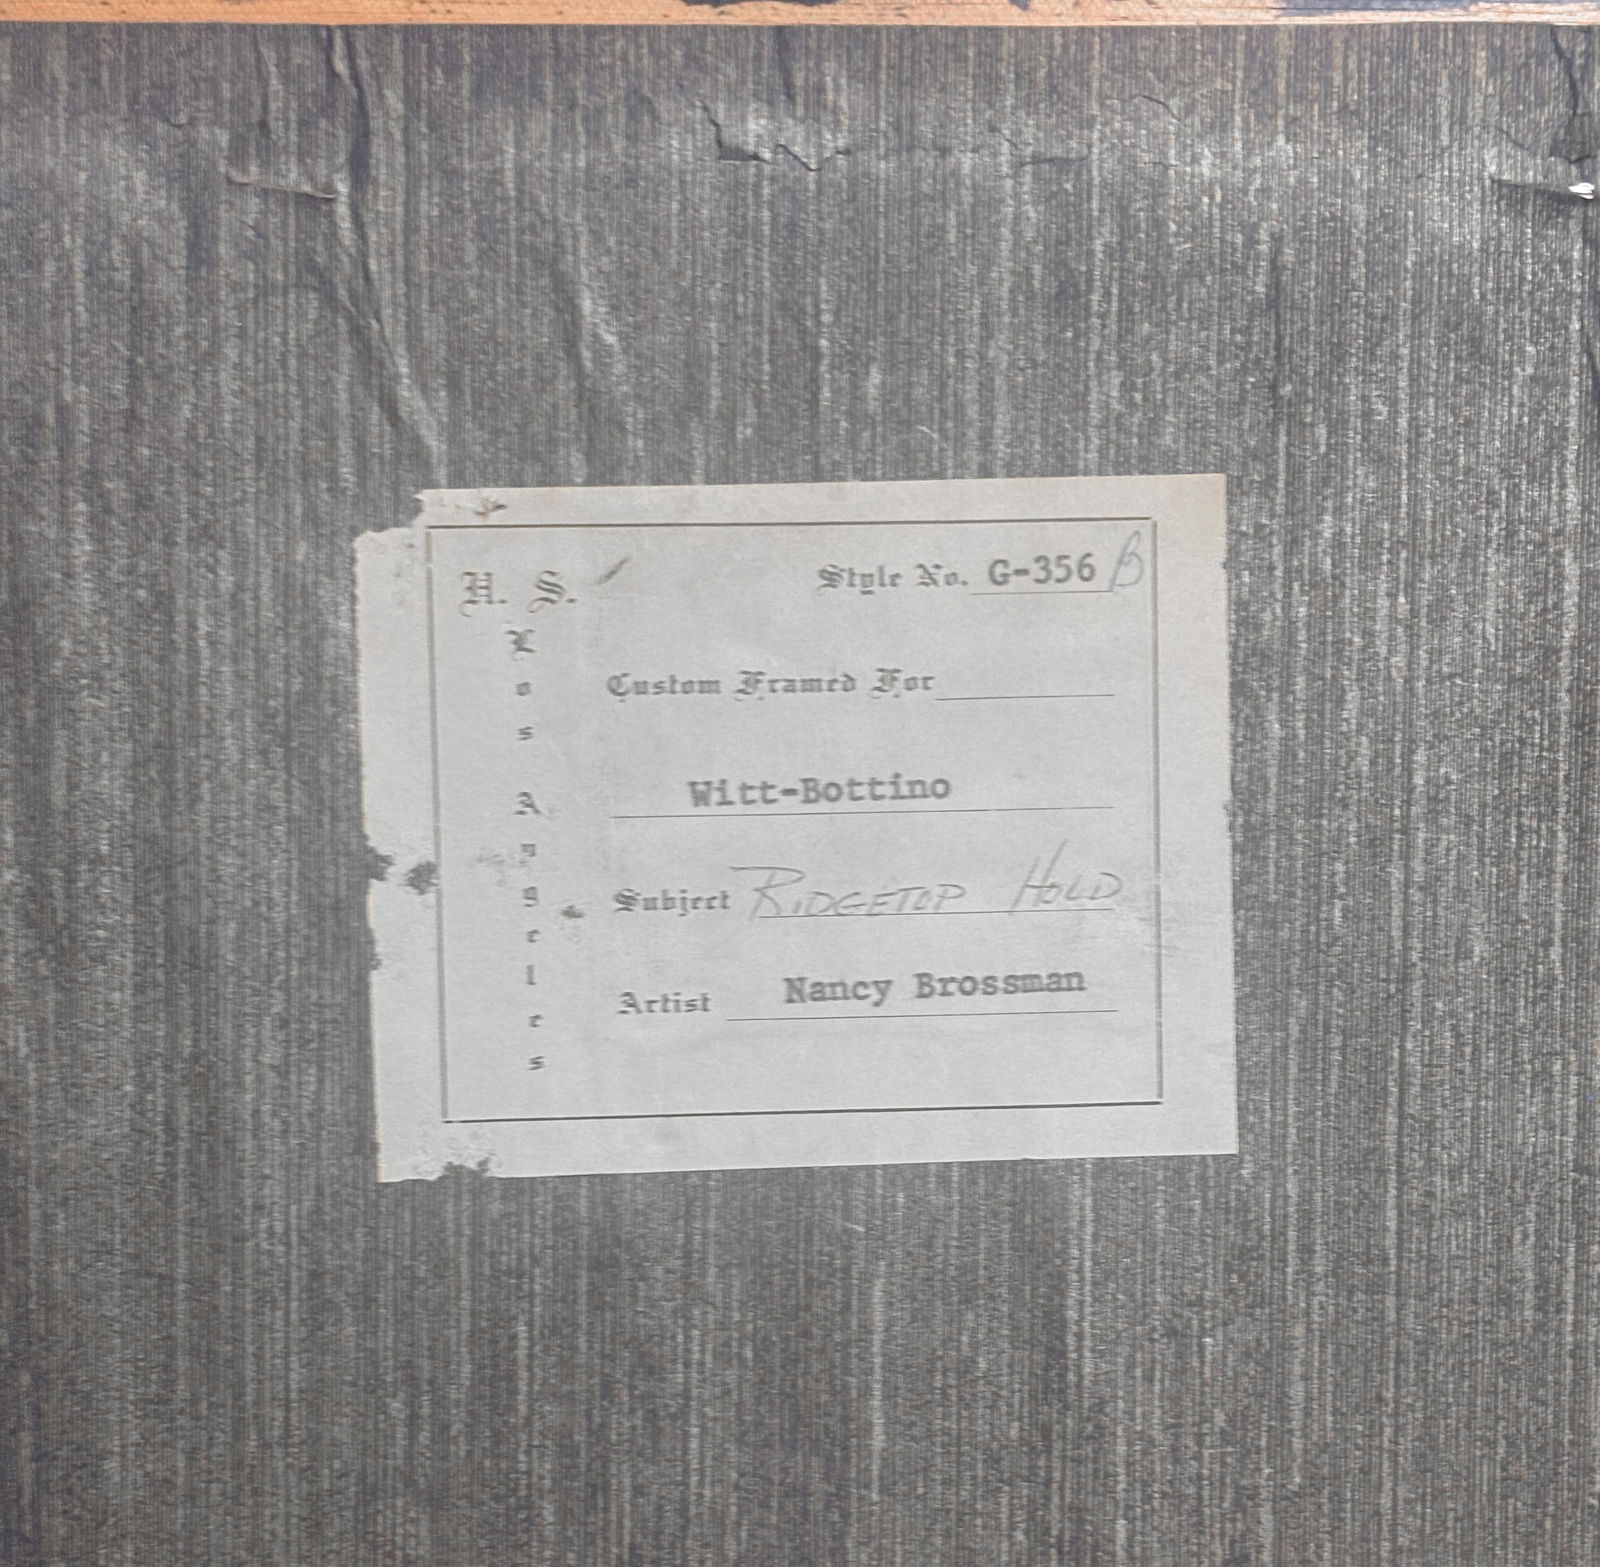 H. S.
Los Angeles
Style No. G-356 B
Custom Framed For
Witt-Bottino
Subject RIDGETOP HOLD
Artist Nancy Brossman